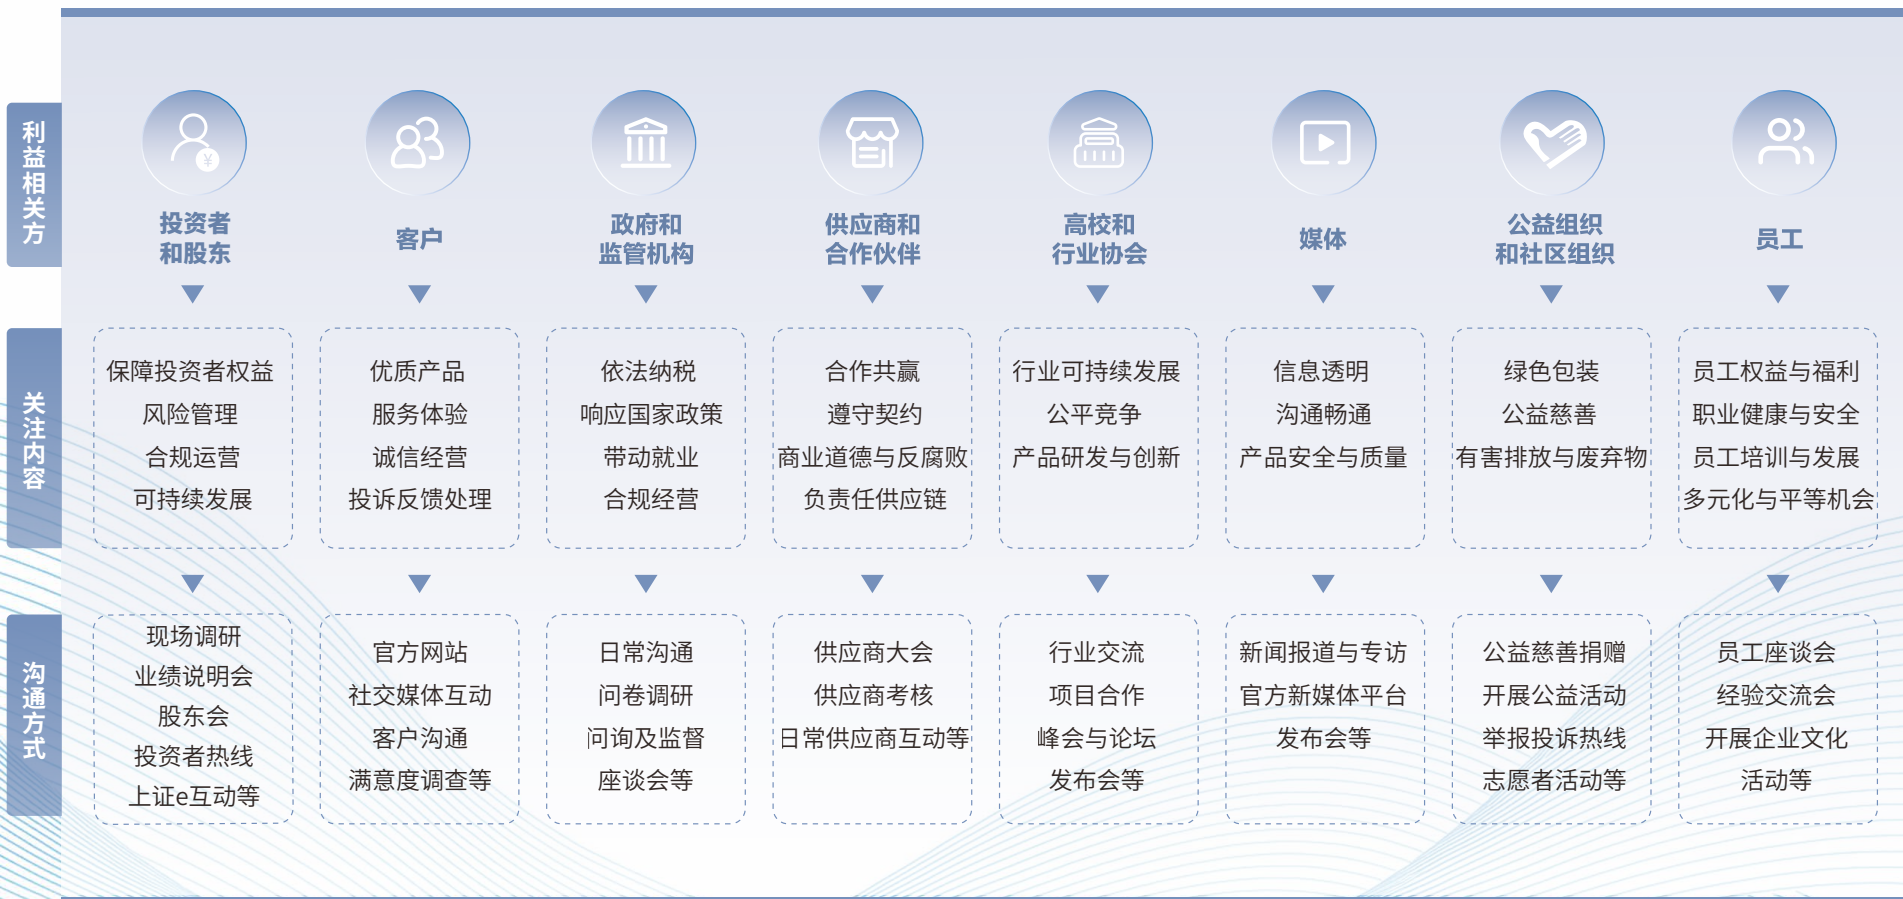 利益相关方
投资者
和股东
客户
政府和
监管机构
供应商和
合作伙伴
高校和
行业协会
媒体
公益组织
和社区组织
员工
关注内容
保障投资者权益
风险管理
合规运营
可持续发展
优质产品
服务体验
诚信经营
投诉反馈处理
依法纳税
响应国家政策
带动就业
合规经营
合作共赢
遵守契约
商业道德与反腐败
负责任供应链
行业可持续发展
公平竞争
产品研发与创新
信息透明
沟通畅通
产品安全与质量
绿色包装
公益慈善
有害排放与废弃物
员工权益与福利
职业健康与安全
员工培训与发展
多元化与平等机会
沟通方式
现场调研
业绩说明会
股东会
投资者热线
上证e互动等
官方网站
社交媒体互动
客户沟通
满意度调查等
日常沟通
问卷调研
问询及监督
座谈会等
供应商大会
供应商考核
日常供应商互动等
行业交流
项目合作
峰会与论坛
发布会等
新闻报道与专访
官方新媒体平台
发布会等
公益慈善捐赠
开展公益活动
举报投诉热线
志愿者活动等
员工座谈会
经验交流会
开展企业文化
活动等